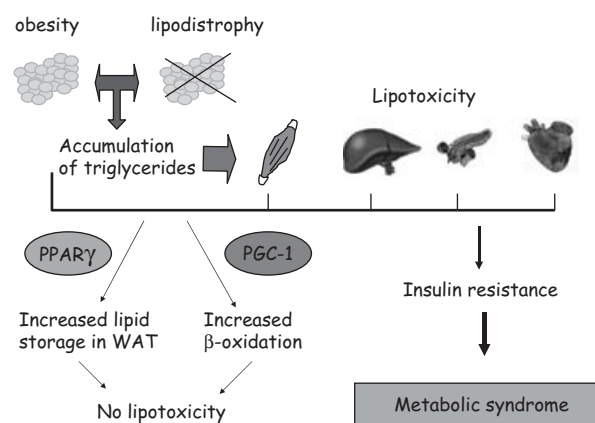 obesity
lipodistrophy
Lipotoxicity
Accumulation
of triglycerides
PPARγ
PGC-1
Insulin resistance
Increased lipid
storage in WAT
Increased
β-oxidation
No lipotoxicity
Metabolic syndrome